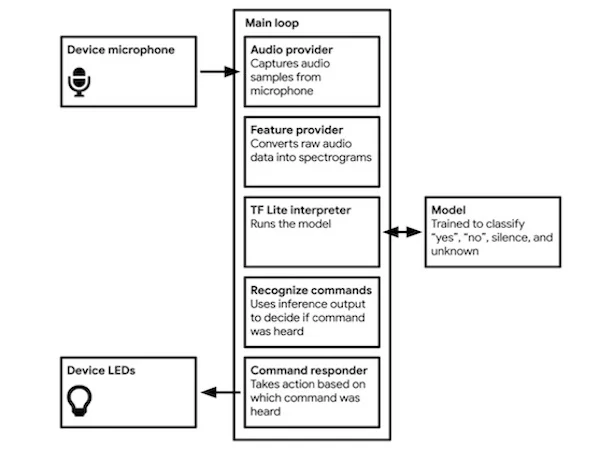 Main loop
Device microphone
Audio provider
Captures audio
samples from
microphone
Feature provider
Converts raw audio
data into spectrograms
TF Lite interpreter
Runs the model
Model
Trained to classify
“yes”, “no”, silence, and
unknown
Recognize commands
Uses inference output
to decide if command
was heard
Device LEDs
Command responder
Takes action based on
which command was
heard